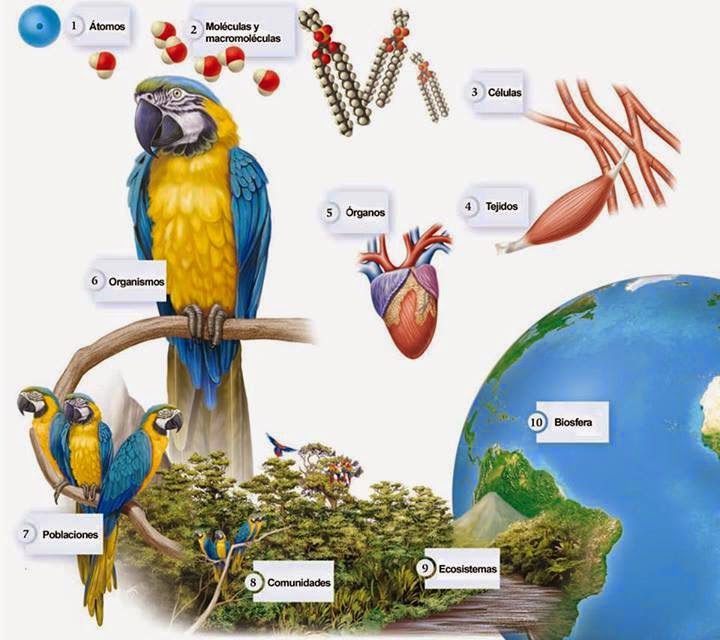 1 Átomos
2 Moléculas y
macromoléculas
3 Células
4 Tejidos
5 Órganos
6 Organismos
7 Poblaciones
8 Comunidades
9 Ecosistemas
10 Biosfera